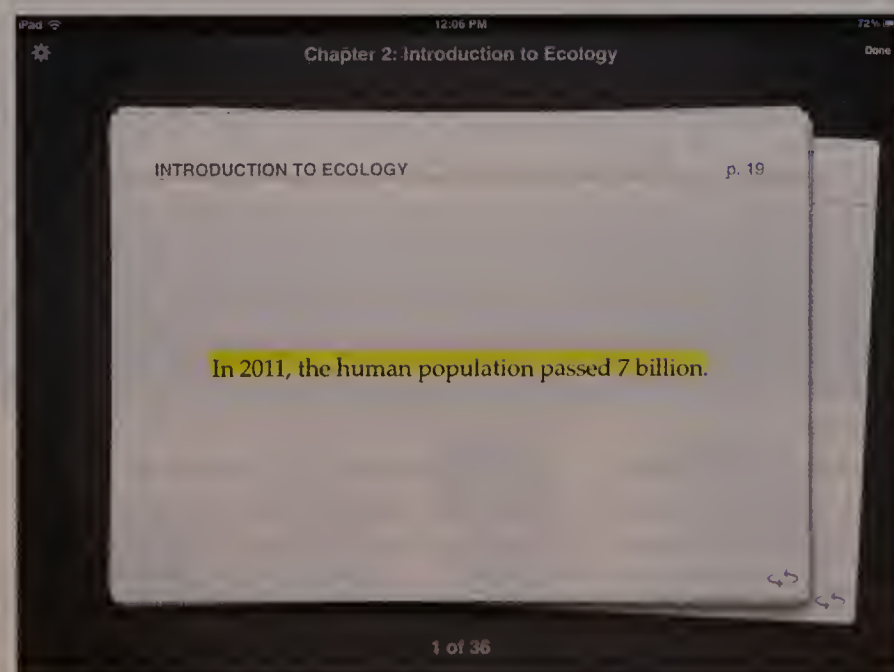 iPad 12:06 PM 72%
Chapter 2: Introduction to Ecology Done
INTRODUCTION TO ECOLOGY p. 19
In 2011, the human population passed 7 billion.
1 of 36